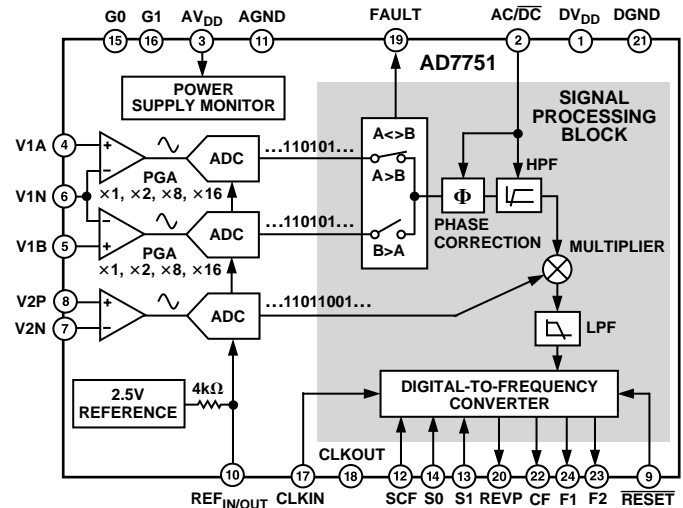 G0 G1 AVDD AGND FAULT AC/DC DVDD DGND
15 16 3 11 19 2 1 21
AD7751
POWER
SUPPLY MONITOR
SIGNAL
PROCESSING
BLOCK
A<>B
A>B
B>A
V1A 4 + − ADC ...110101...
PGA
×1, ×2, ×8, ×16
V1N 6
V1B 5 − + ADC ...110101...
PGA
×1, ×2, ×8, ×16
Φ
HPF
PHASE
CORRECTION
MULTIPLIER
V2P 8 +
V2N 7 −
ADC ...11011001...
LPF
2.5V
REFERENCE
4kΩ
DIGITAL-TO-FREQUENCY
CONVERTER
CLKOUT
10 17 18 12 14 13 20 22 24 23 9
REFIN/OUT CLKIN SCF S0 S1 REVP CF F1 F2 RESET